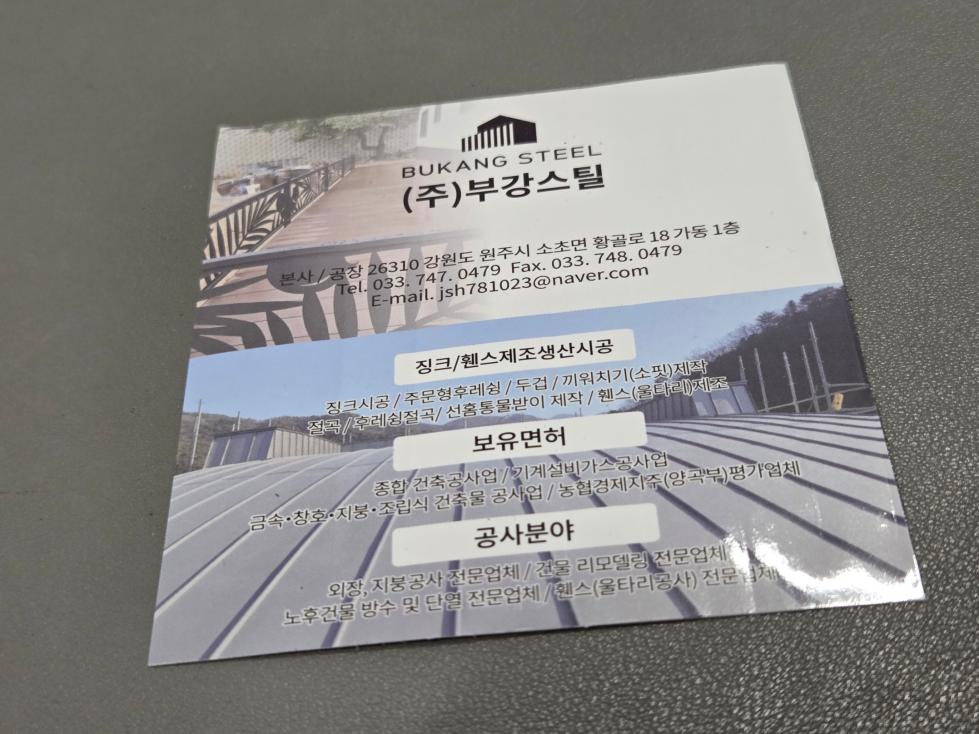 BUKANG STEEL
(주)부강스틸
본사 / 공장 26310 강원도 원주시 소초면 황골로 18 가동 1층
Tel. 033. 747. 0479 Fax. 033. 748. 0479
E-mail. jsh781023@naver.com
징크/휀스제조생산시공
징크시공 / 주문형후레슁 / 두겁 / 끼워치기(소핏)제작
절곡 / 후레슁절곡/ 선홈통물받이 제작 / 휀스(울타리)제조
보유면허
종합 건축공사업 / 기계설비가스공사업
금속•창호•지붕•조립식 건축물 공사업 / 농협경제지주(양곡부)평가업체
공사분야
외장, 지붕공사 전문업체 / 건물 리모델링 전문업체
노후건물 방수 및 단열 전문업체 / 휀스(울타리공사) 전문업체